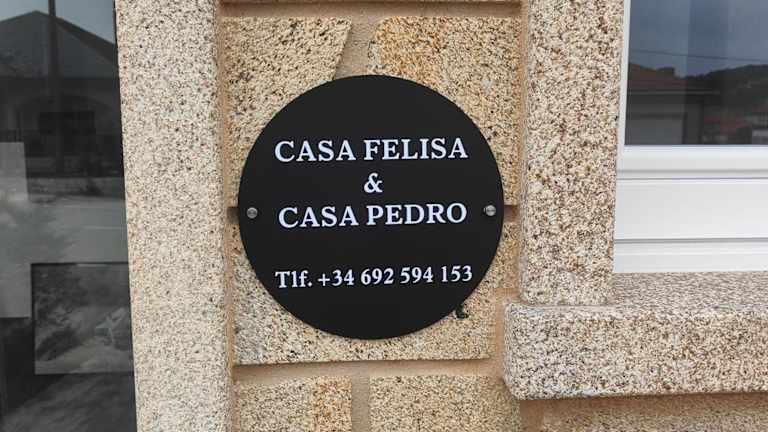 CASA FELISA
&
CASA PEDRO
Tlf. +34 692 594 153